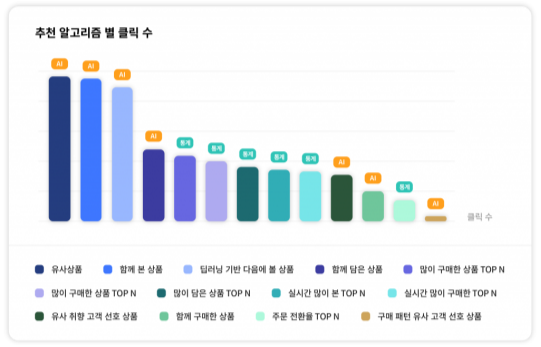 추천 알고리즘 별 클릭 수
AI
AI
AI
AI
통계
통계
통계
통계
통계
AI
AI
통계
AI
클릭 수
유사상품 함께 본 상품 딥러닝 기반 다음에 볼 상품 함께 담은 상품 많이 구매한 상품 TOP N
많이 구매한 상품 TOP N 많이 담은 상품 TOP N 실시간 많이 본 TOP N 실시간 많이 구매한 TOP N
유사 취향 고객 선호 상품 함께 구매한 상품 주문 전환율 TOP N 구매 패턴 유사 고객 선호 상품